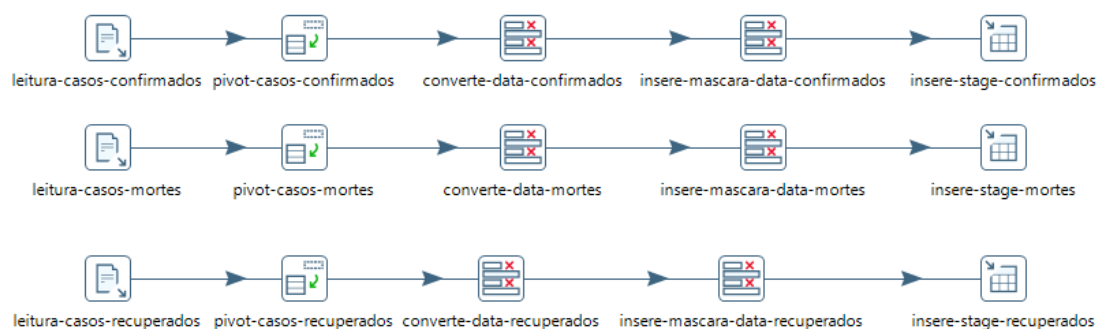 leitura-casos-confirmados pivot-casos-confirmados converte-data-confirmados insere-mascara-data-confirmados insere-stage-confirmados
leitura-casos-mortes pivot-casos-mortes converte-data-mortes insere-mascara-data-mortes insere-stage-mortes
leitura-casos-recuperados pivot-casos-recuperados converte-data-recuperados insere-mascara-data-recuperados insere-stage-recuperados